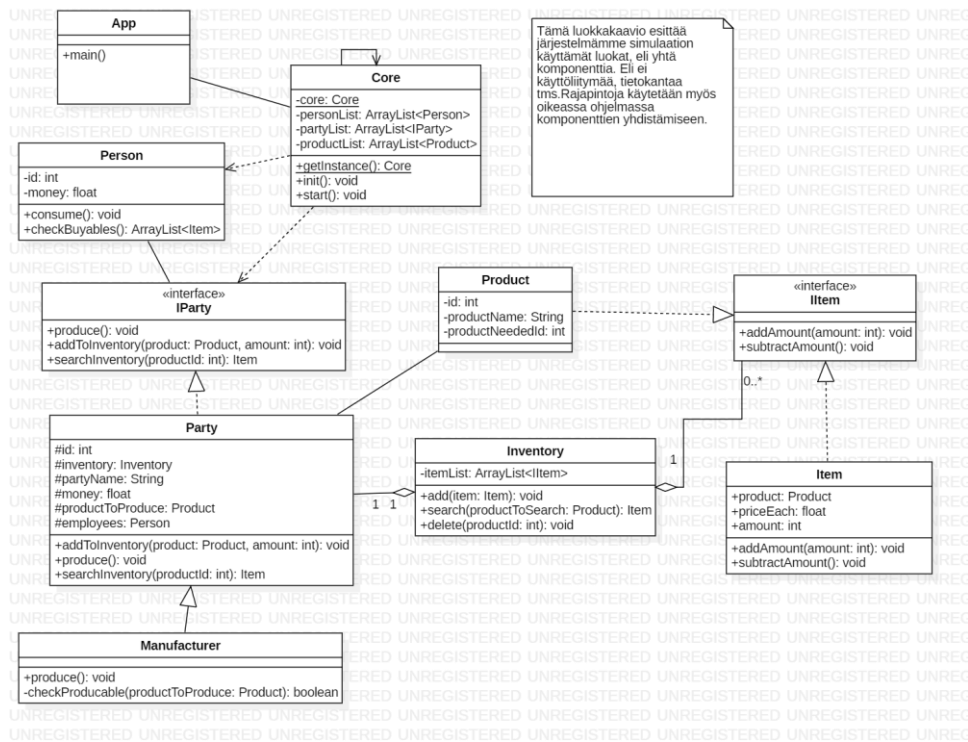 App
+main()
Core
-core: Core
-personList: ArrayList<Person>
-partyList: ArrayList<IParty>
-productList: ArrayList<Product>
+getInstance(): Core
+init(): void
+start(): void
Tämä luokkakaavio esittää
järjestelmämme simulaation
käyttämät luokat, eli yhtä
komponenttia. Eli ei
käyttöliitymää, tietokantaa
tms.Rajapintoja käytetään myös
oikeassa ohjelmassa
komponenttien yhdistämiseen.
Person
-id: int
-money: float
+consume(): void
+checkBuyables(): ArrayList<Item>
«interface»
IParty
+produce(): void
+addToInventory(product: Product, amount: int): void
+searchInventory(productId: int): Item
Product
-id: int
-productName: String
-productNeededId: int
«interface»
IItem
+addAmount(amount: int): void
+subtractAmount(): void
0..*
Party
#id: int
#inventory: Inventory
#partyName: String
#money: float
#productToProduce: Product
#employees: Person
+addToInventory(product: Product, amount: int): void
+produce(): void
+searchInventory(productId: int): Item
1 1
Inventory
-itemList: ArrayList<IItem>
+add(item: Item): void
+search(productToSearch: Product): Item
+delete(productId: int): void
1
Item
+product: Product
+priceEach: float
+amount: int
+addAmount(amount: int): void
+subtractAmount(): void
Manufacturer
+produce(): void
-checkProducable(productToProduce: Product): boolean
UNREGISTERED